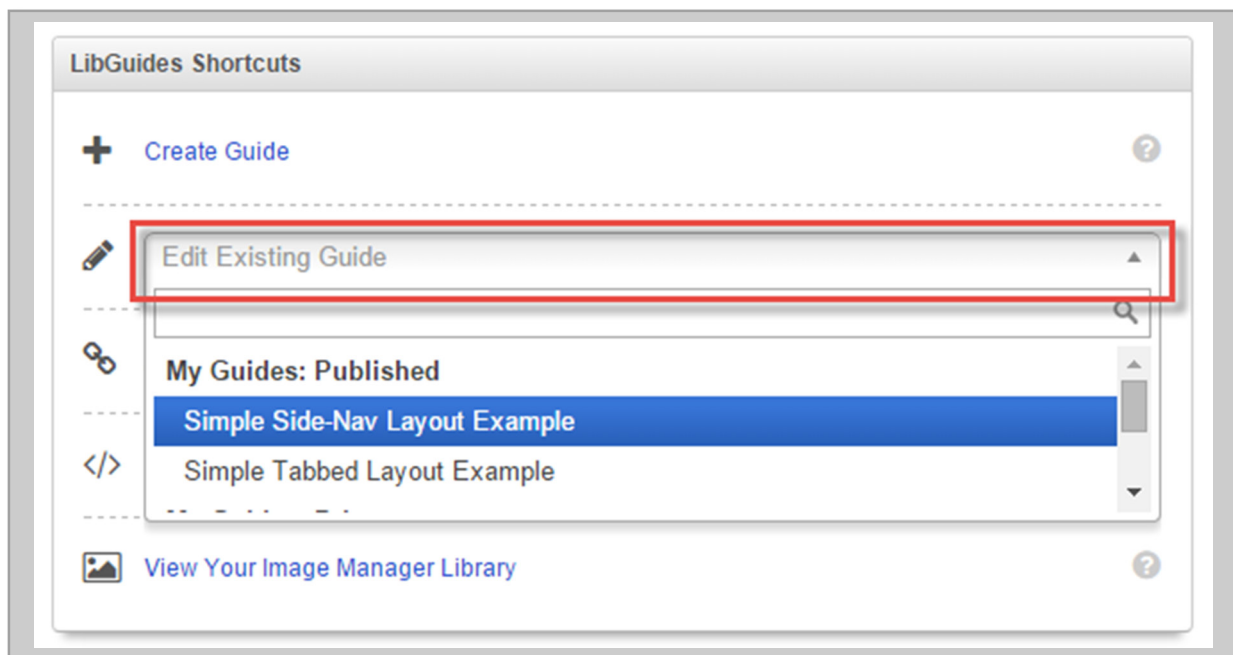 LibGuides Shortcuts
Create Guide
Edit Existing Guide
My Guides: Published
Simple Side-Nav Layout Example
Simple Tabbed Layout Example
View Your Image Manager Library